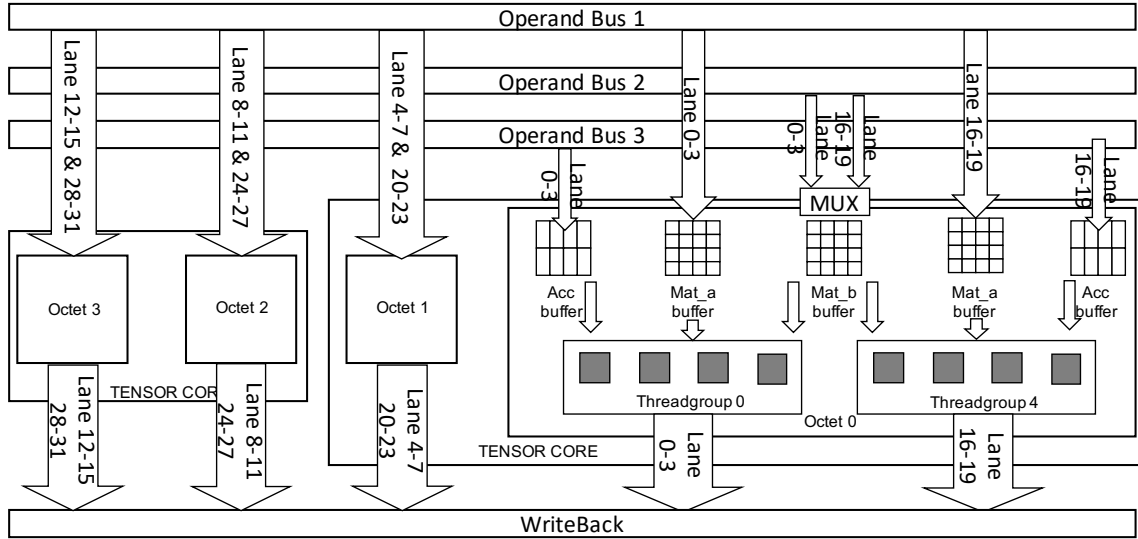 Operand Bus 1
Operand Bus 2
Operand Bus 3
Lane 12-15 & 28-31
Lane 8-11 & 24-27
Lane 4-7 & 20-23
Lane 0-3
Lane
0-3
Lane
16-19
Lane 16-19
Lane
0-3
Lane
16-19
MUX
Octet 3
Octet 2
Octet 1
Acc
buffer
Mat_a
buffer
Mat_b
buffer
Mat_a
buffer
Acc
buffer
Threadgroup 0
Threadgroup 4
Octet 0
TENSOR COR
TENSOR CORE
Lane 12-15
28-31
Lane 8-11
24-27
Lane 4-7
20-23
Lane
0-3
Lane
16-19
WriteBack